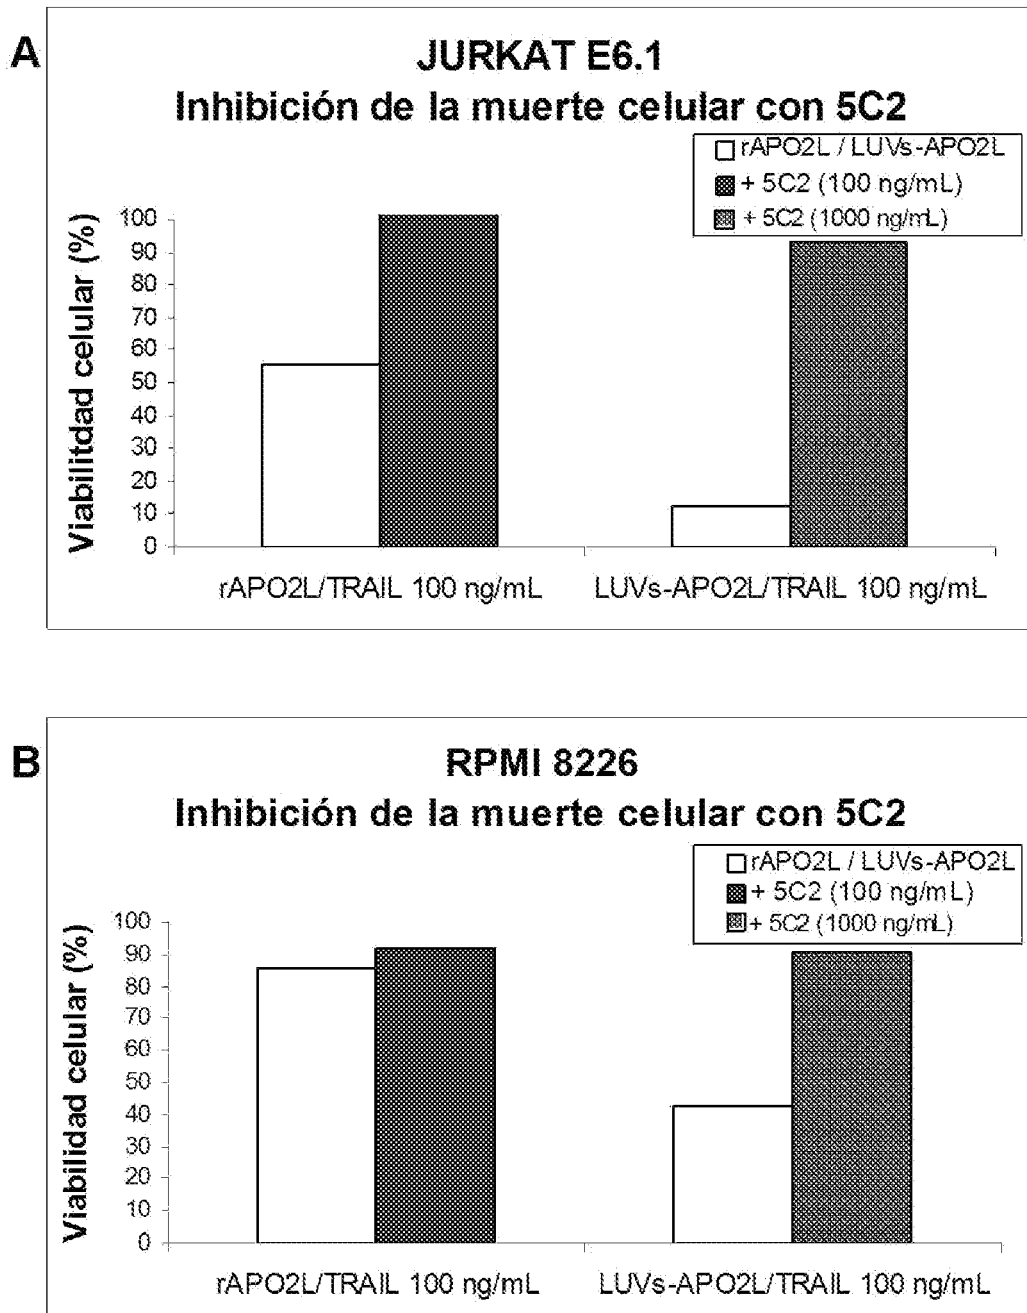 A
JURKAT E6.1
Inhibición de la muerte celular con 5C2
rAPO2L / LUVs-APO2L
+ 5C2 (100 ng/mL)
+ 5C2 (1000 ng/mL)
Viabilitdad celular (%)
100
90
80
70
60
50
40
30
20
10
0
rAPO2L/TRAIL 100 ng/mL
LUVs-APO2L/TRAIL 100 ng/mL
B
RPMI 8226
Inhibición de la muerte celular con 5C2
rAPO2L / LUVs-APO2L
+ 5C2 (100 ng/mL)
+ 5C2 (1000 ng/mL)
Viabilidad celular (%)
100
90
80
70
60
50
40
30
20
10
0
rAPO2L/TRAIL 100 ng/mL
LUVs-APO2L/TRAIL 100 ng/mL